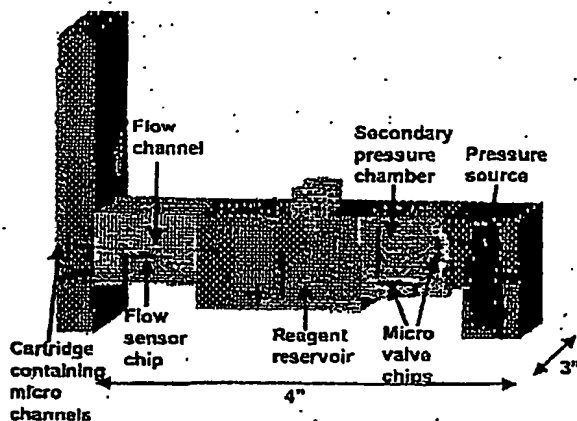 Flow
channel
Secondary
pressure
chamber
Pressure
source
Cartridge
containing
micro
channels
Flow
sensor
chip
Reagent
reservoir
Micro
valve
chips
4"
3"